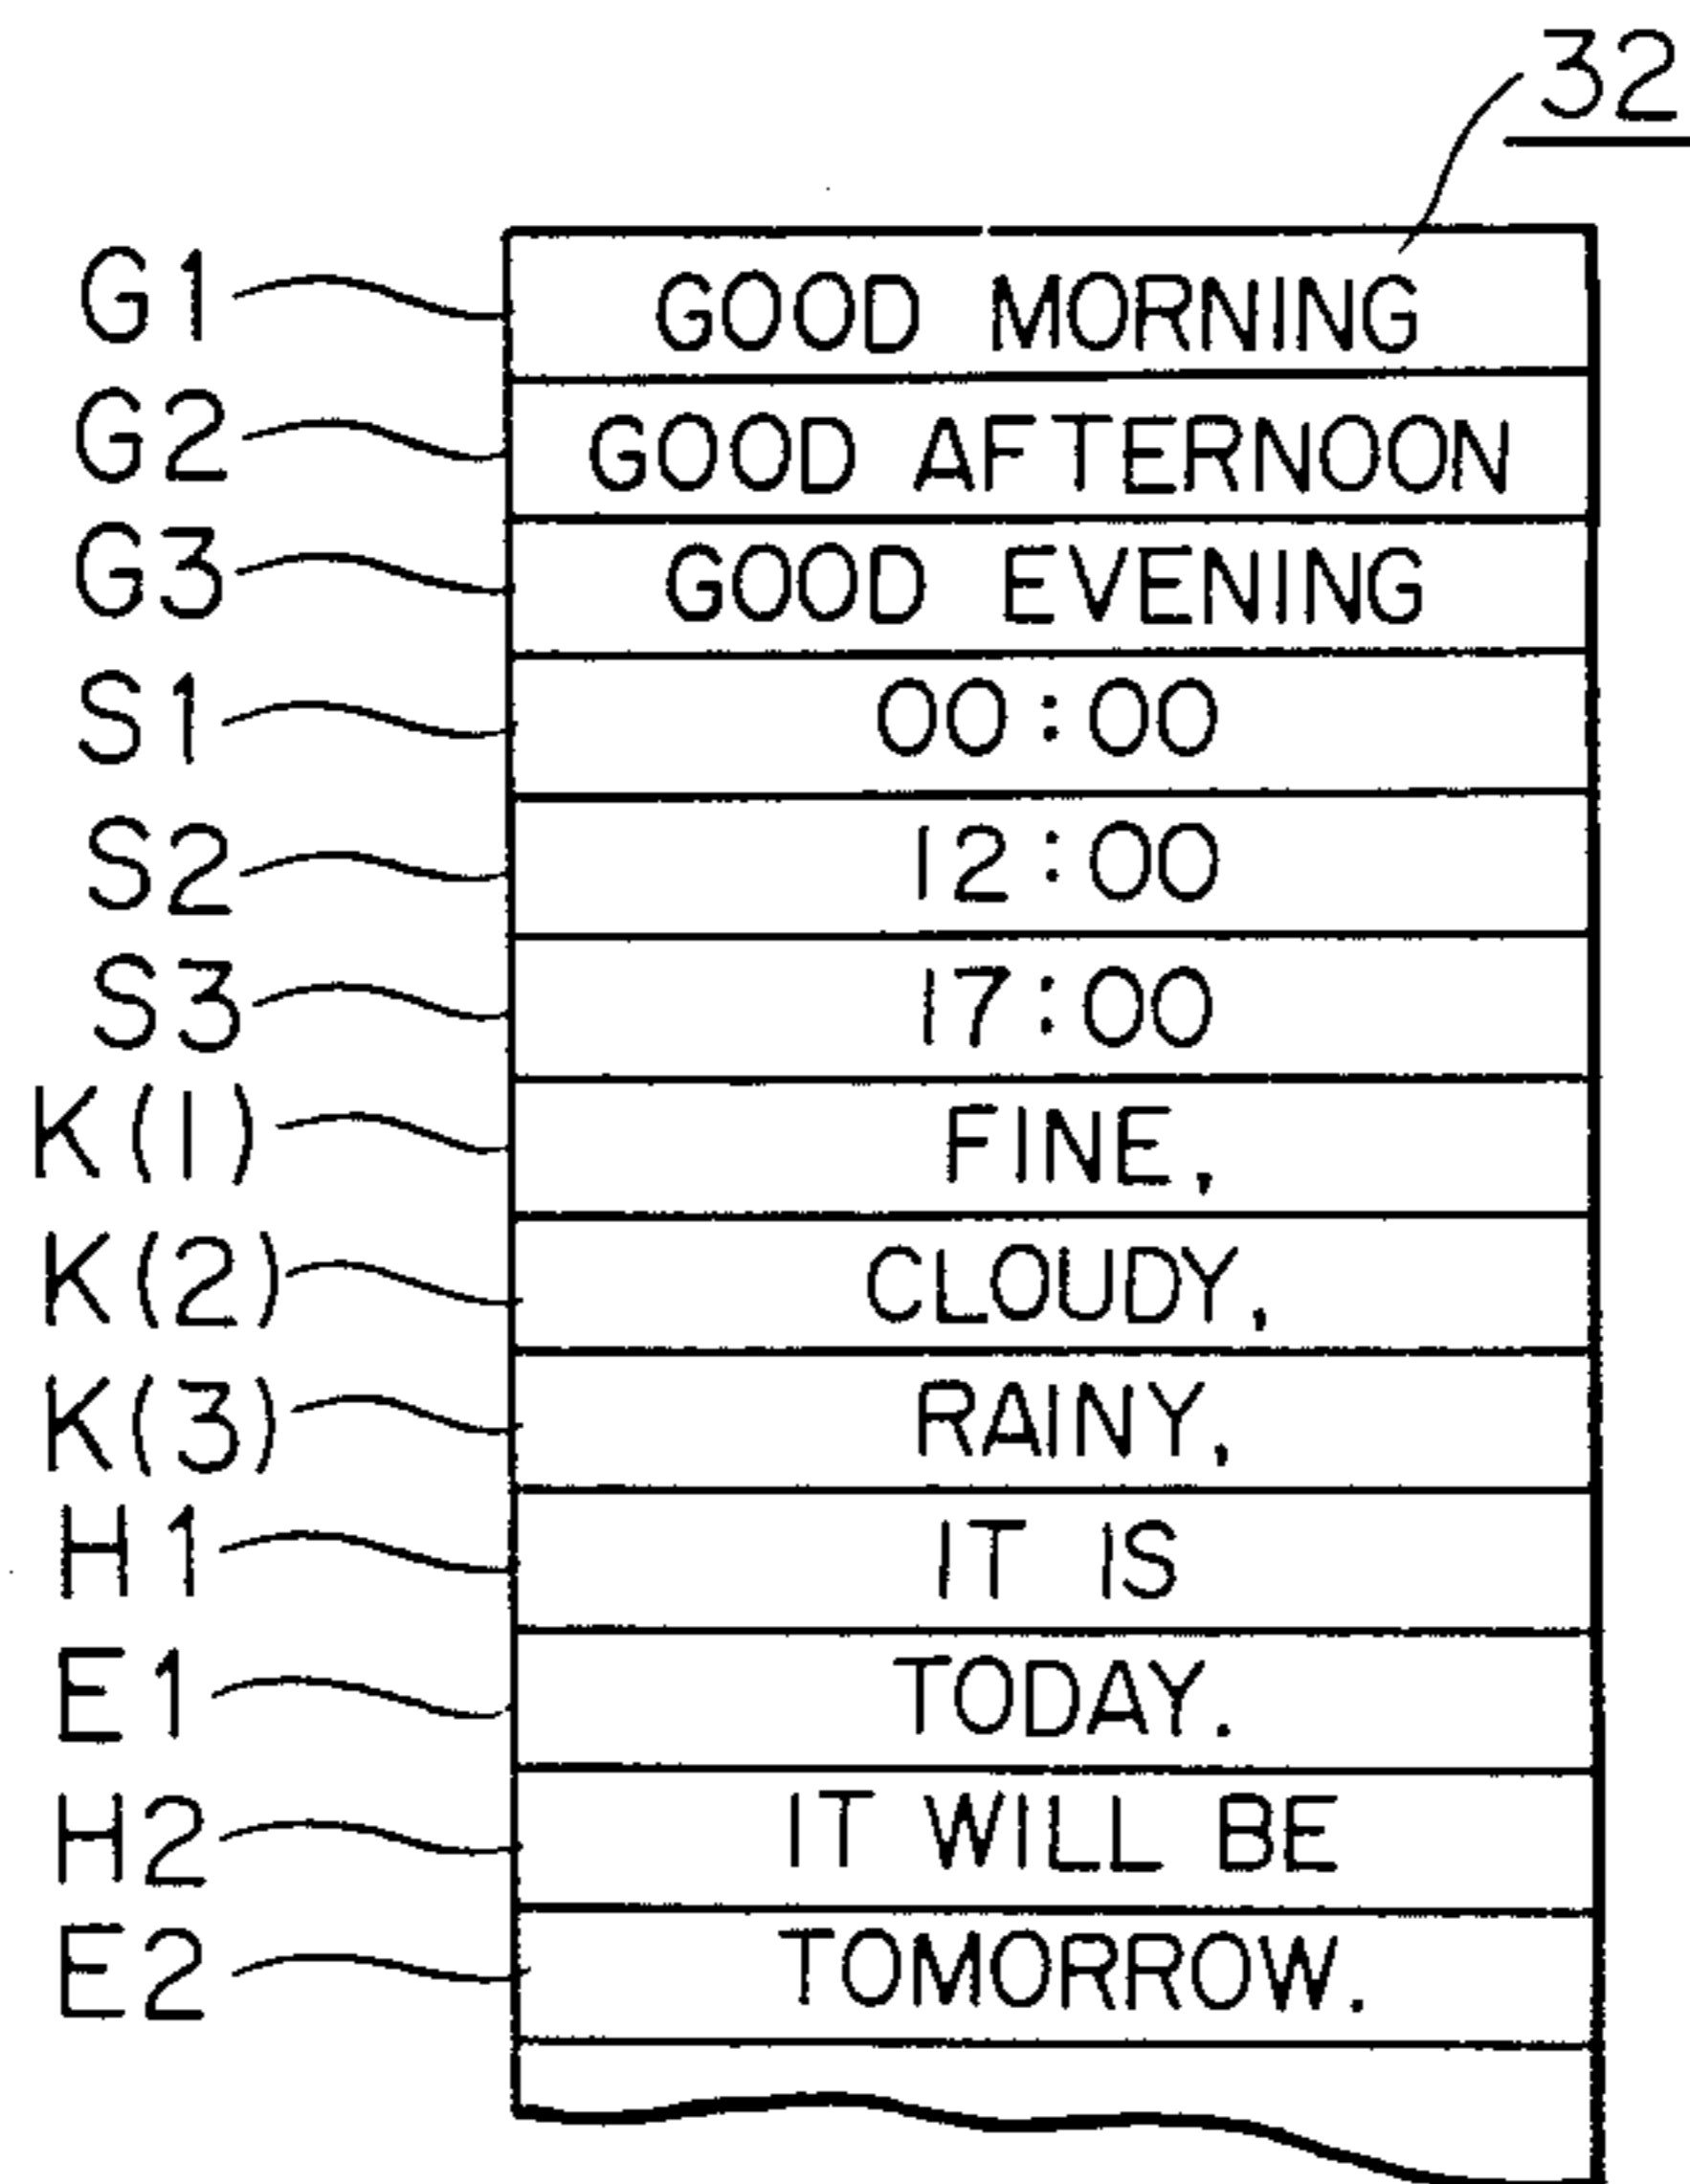 32
G1 GOOD MORNING
G2 GOOD AFTERNOON
G3 GOOD EVENING
S1 00:00
S2 12:00
S3 17:00
K(1) FINE,
K(2) CLOUDY,
K(3) RAINY,
H1 IT IS
E1 TODAY.
H2 IT WILL BE
E2 TOMORROW.